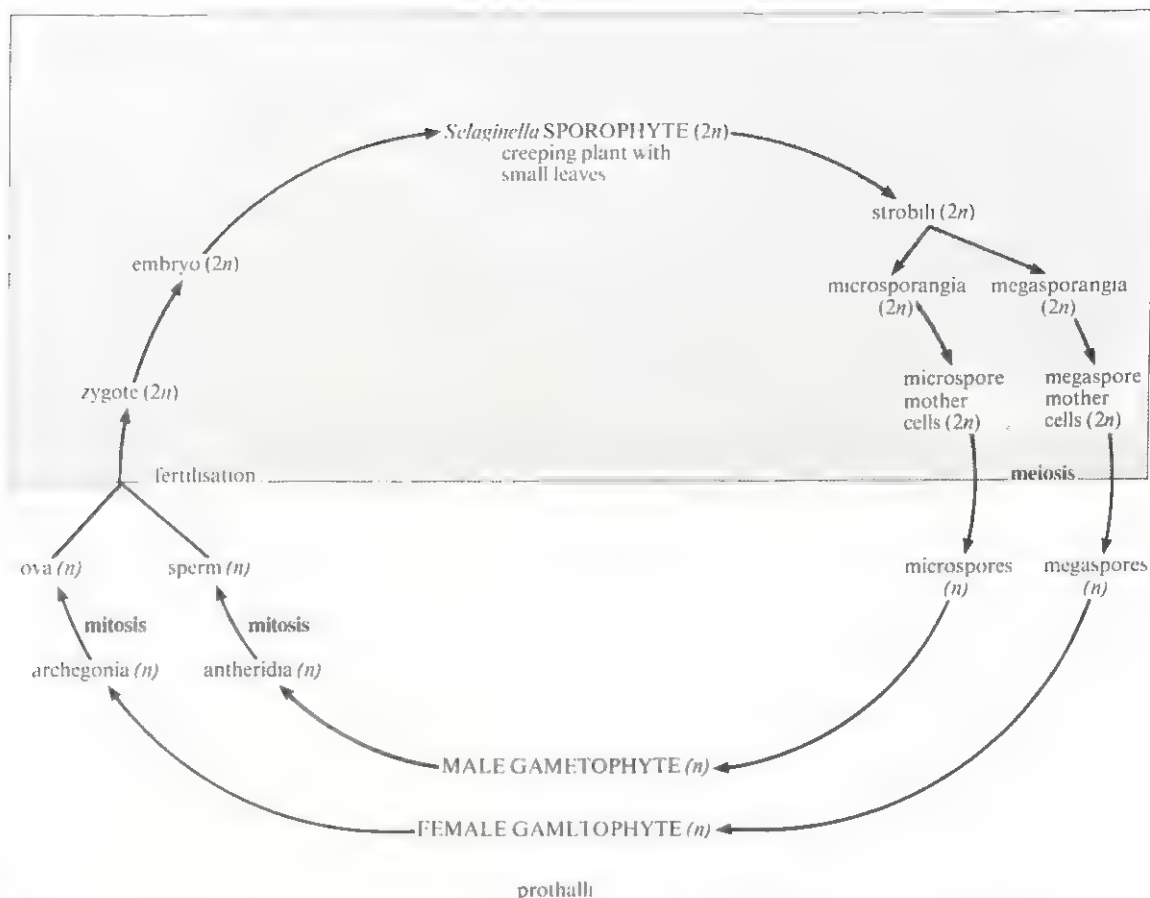 Selaginella SPOROPHYTE (2n)
creeping plant with
small leaves
strobili (2n)
embryo (2n)
microsporangia
(2n)
megasporangia
(2n)
zygote (2n)
microspore
mother
cells (2n)
megaspore
mother
cells (2n)
fertilisation
meiosis
ova (n)
sperm (n)
microspores
(n)
megaspores
(n)
mitosis
mitosis
archegonia (n)
antheridia (n)
MALE GAMETOPHYTE (n)
FEMALE GAMETOPHYTE (n)
prothalli